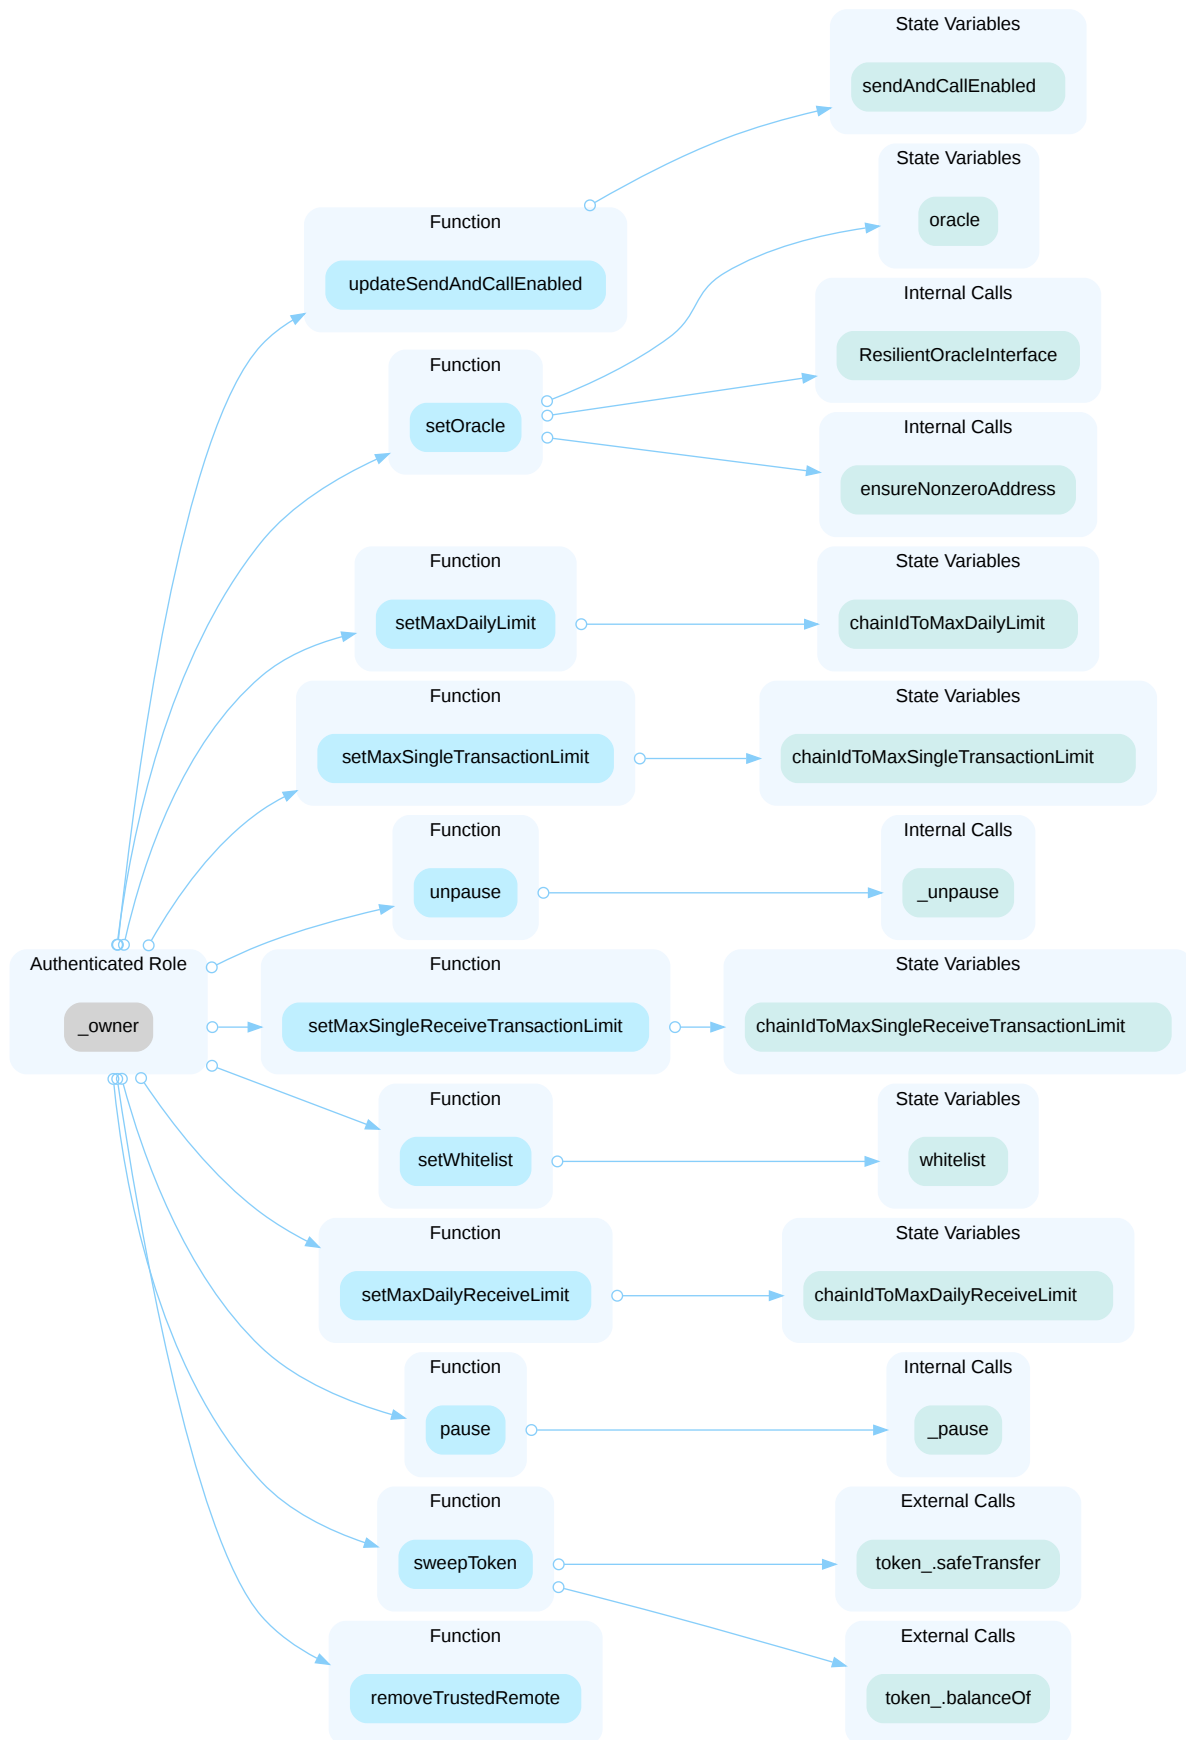 State Variables
sendAndCallEnabled
State Variables
oracle
Function
updateSendAndCallEnabled
Internal Calls
ResilientOracleInterface
Function
setOracle
Internal Calls
ensureNonzeroAddress
Function
setMaxDailyLimit
State Variables
chainIdToMaxDailyLimit
Function
setMaxSingleTransactionLimit
State Variables
chainIdToMaxSingleTransactionLimit
Function
unpause
Internal Calls
_unpause
Authenticated Role
_owner
Function
setMaxSingleReceiveTransactionLimit
State Variables
chainIdToMaxSingleReceiveTransactionLimit
Function
setWhitelist
State Variables
whitelist
Function
setMaxDailyReceiveLimit
State Variables
chainIdToMaxDailyReceiveLimit
Function
pause
Internal Calls
_pause
Function
sweepToken
External Calls
token_.safeTransfer
Function
removeTrustedRemote
External Calls
token_.balanceOf